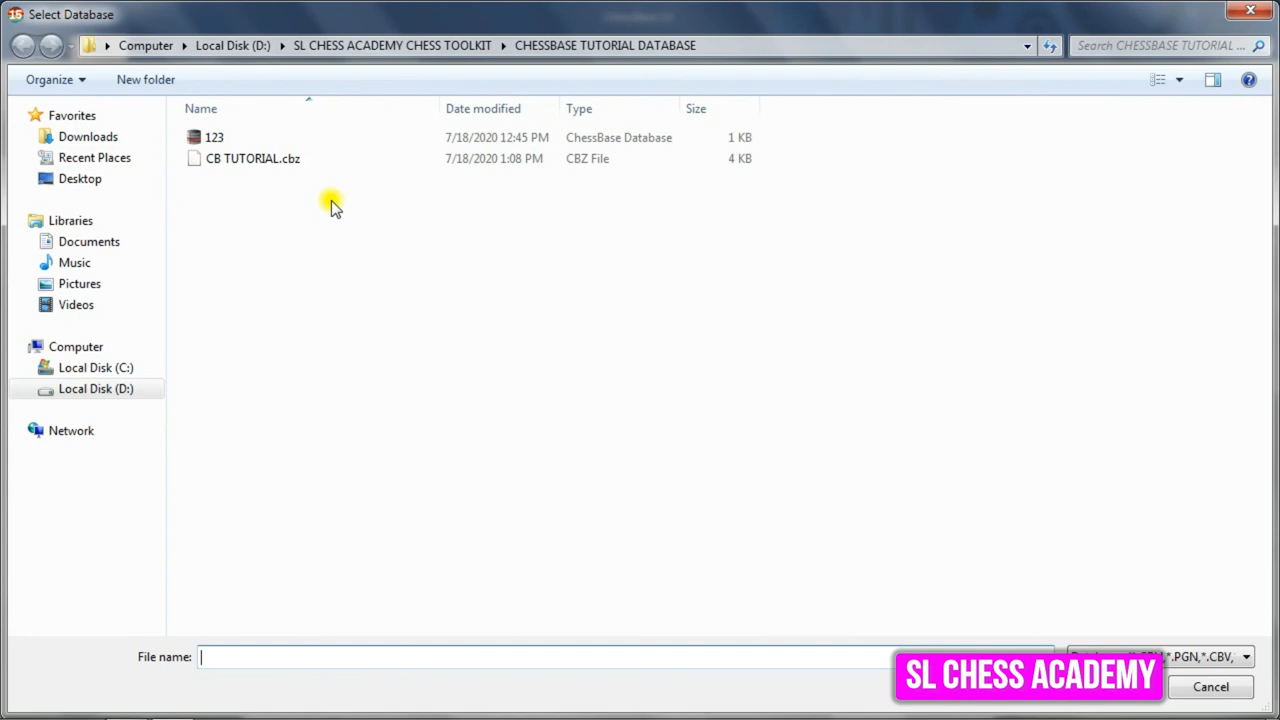 Select Database
Computer Local Disk (D:) SL CHESS ACADEMY CHESS TOOLKIT CHESSBASE TUTORIAL DATABASE Search CHESSBASE TUTORIAL ...
Organize New folder
Name Date modified Type Size
123 7/18/2020 12:45 PM ChessBase Database 1 KB
CB TUTORIAL.cbz 7/18/2020 1:08 PM CBZ File 4 KB
Favorites
Downloads
Recent Places
Desktop
Libraries
Documents
Music
Pictures
Videos
Computer
Local Disk (C:)
Local Disk (D:)
Network
File name: *.PGN,*.CBV,
SL CHESS ACADEMY
Cancel